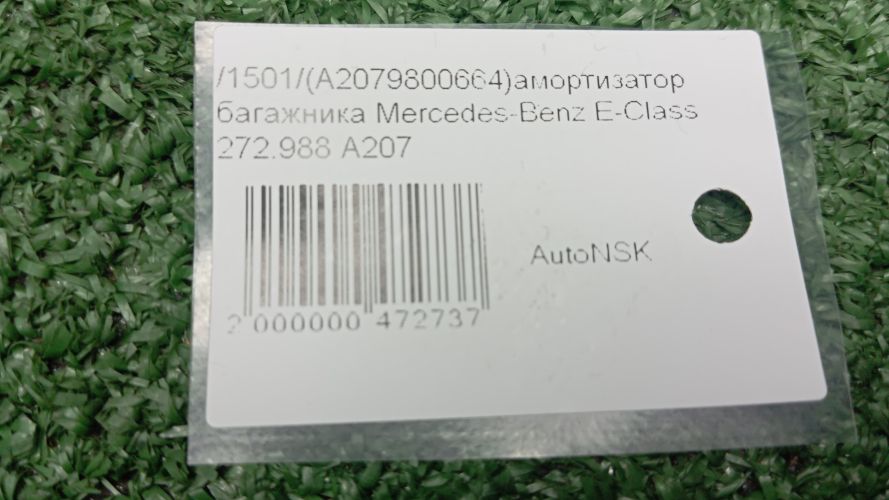 /1501/(A2079800664)амортизатор
багажника Mercedes-Benz E-Class
272.988 A207
AutoNSK
2 000000 472737